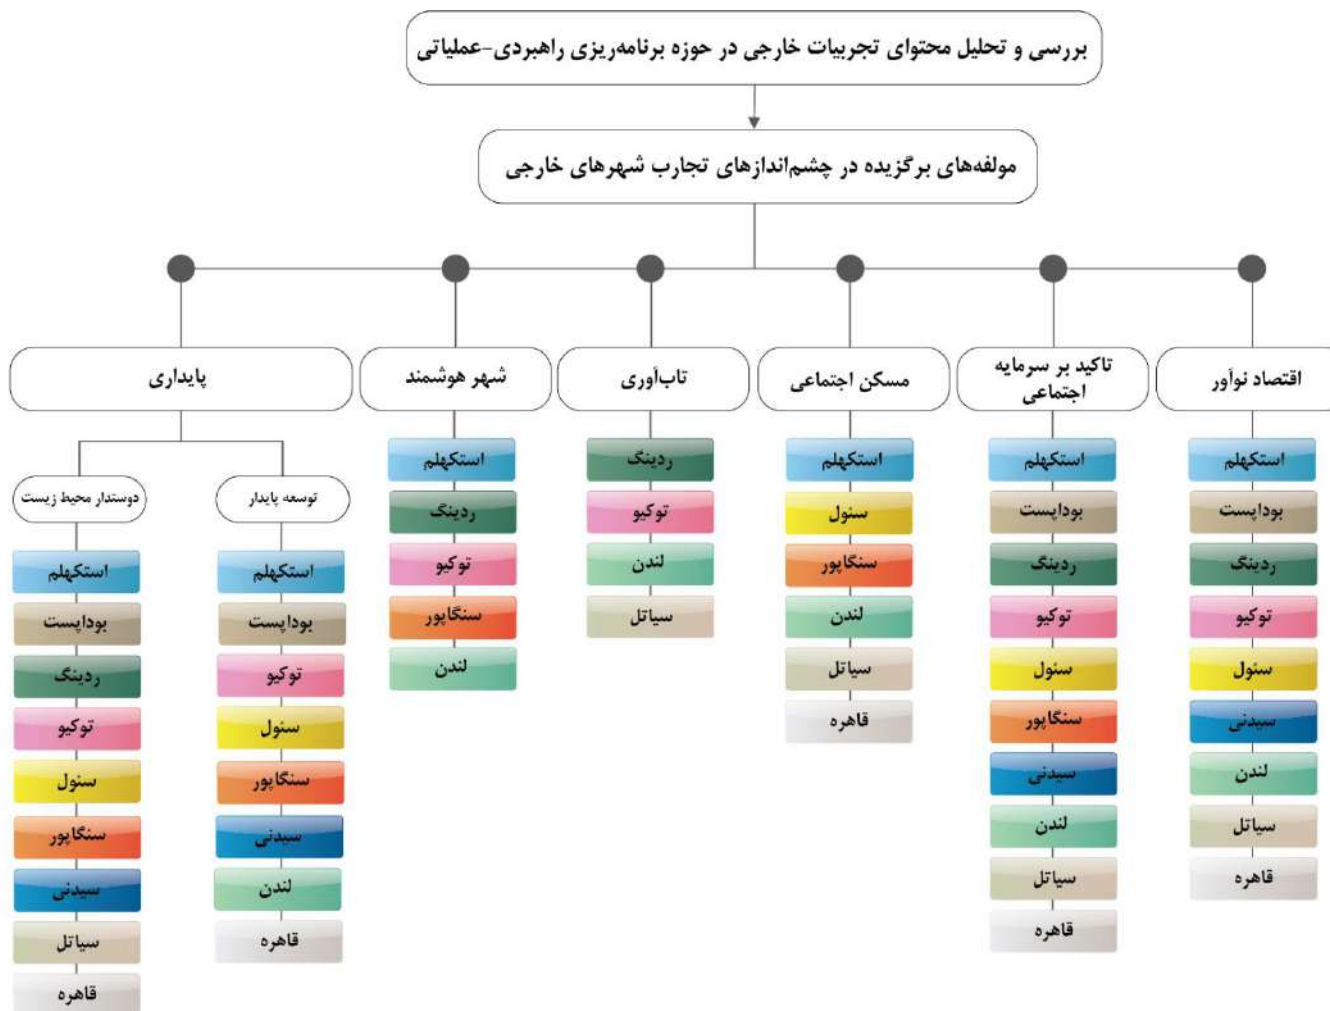 بررسی و تحلیل محتوای تجربیات خارجی در حوزه برنامه‌ریزی راهبردی-عملیاتی
مولفه‌های برگزیده در چشم‌اندازهای تجارب شهرهای خارجی
اقتصاد نوآور
استکهلم
بوداپست
ردینگ
توکیو
سئول
سیدنی
لندن
سیاتل
قاهره
تاکید بر سرمایه
اجتماعی
استکهلم
بوداپست
ردینگ
توکیو
سئول
سنگاپور
سیدنی
لندن
سیاتل
قاهره
مسکن اجتماعی
استکهلم
سئول
سنگاپور
لندن
سیاتل
قاهره
تاب‌آوری
ردینگ
توکیو
لندن
سیاتل
شهر هوشمند
استکهلم
ردینگ
توکیو
سنگاپور
لندن
پایداری
توسعه پایدار
استکهلم
بوداپست
توکیو
سئول
سنگاپور
سیدنی
لندن
قاهره
دوستدار محیط زیست
استکهلم
بوداپست
ردینگ
توکیو
سئول
سنگاپور
سیدنی
سیاتل
قاهره